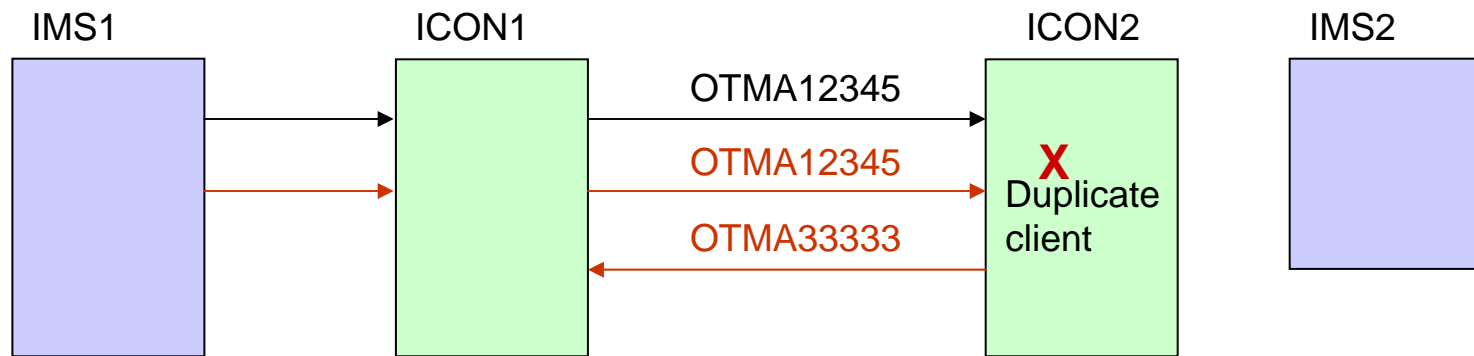 IMS1
ICON1
ICON2
IMS2
OTMA12345
OTMA12345
X
Duplicate
client
OTMA33333